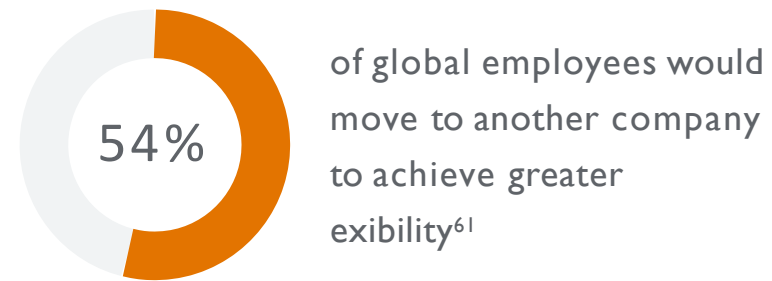 54%
of global employees would
move to another company
to achieve greater
exibility61